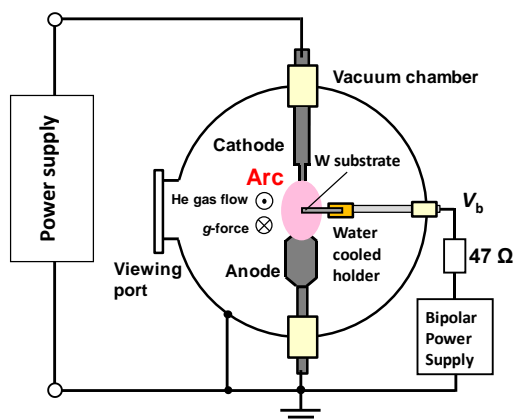 Power supply
Vacuum chamber
Cathode
W substrate
Arc
He gas flow
g-force
V_b
Water
cooled
holder
47 Ω
Anode
Viewing
port
Bipolar
Power
Supply